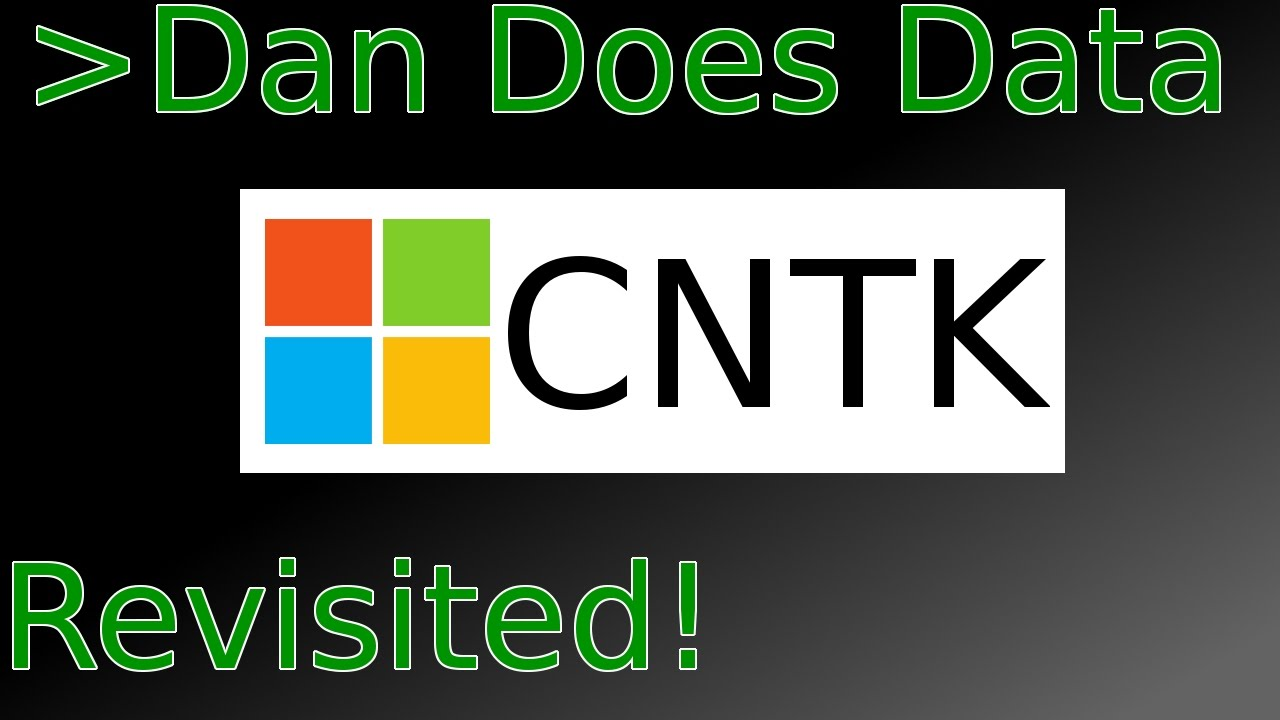 >Dan Does Data
CNTK
Revisited!